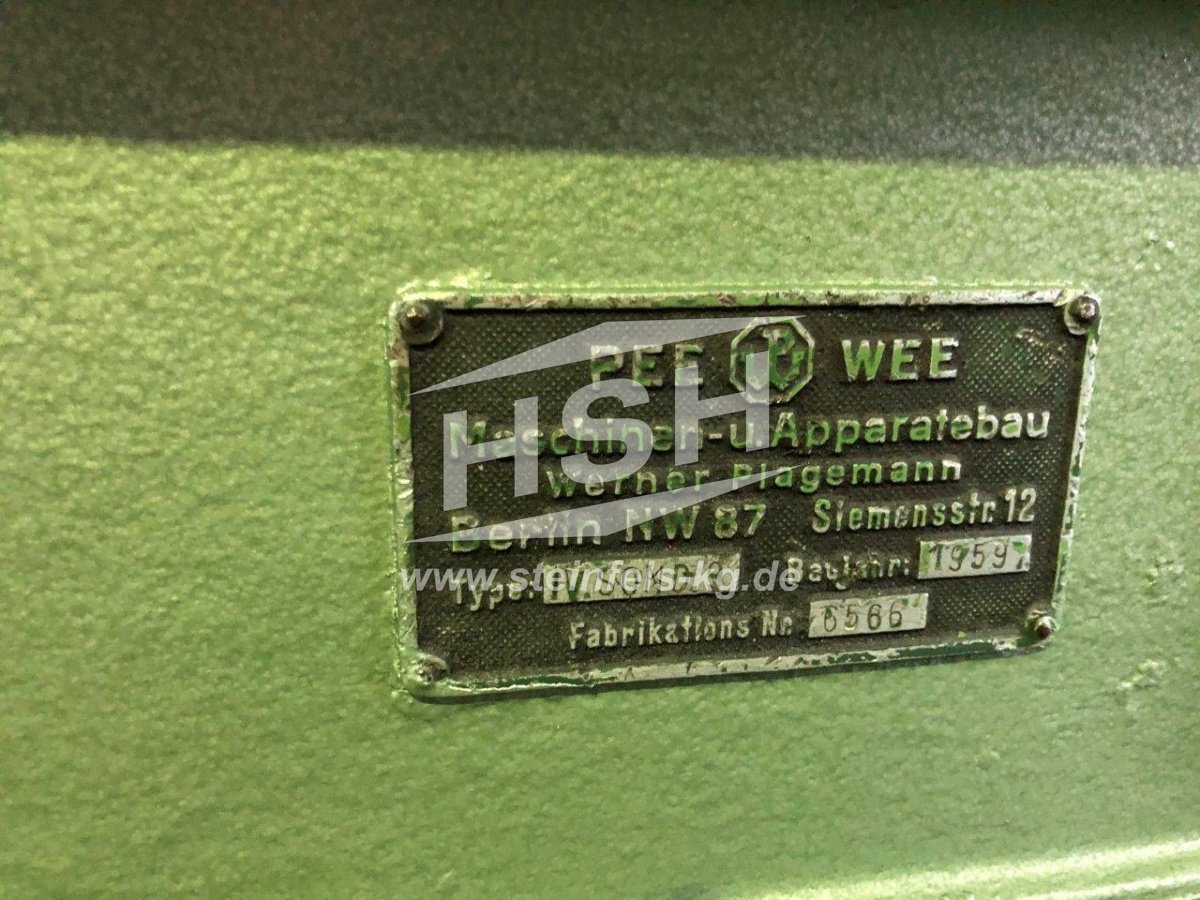 PEE WEE
Maschinen-u. Apparatebau
Werner Plagemann
Berlin NW 87 Siemensstr. 12
Type: Baujahr: 1959
Fabrikations Nr. 6566
HSH
www.steinfels-kg.de